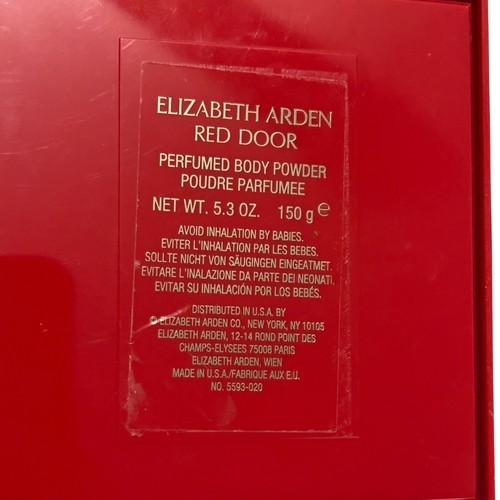 ELIZABETH ARDEN
RED DOOR
PERFUMED BODY POWDER
POUDRE PARFUMEE
NET WT. 5.3 OZ. 150 g ℮
AVOID INHALATION BY BABIES.
EVITER L'INHALATION PAR LES BEBES.
SOLLTE NICHT VON SÄUGINGEN EINGEATMET.
EVITARE L'INALAZIONE DA PARTE DEI NEONATI.
EVITAR SU INHALACIÓN POR LOS BEBÉS.
DISTRIBUTED IN U.S.A. BY
© ELIZABETH ARDEN CO., NEW YORK, NY 10105
ELIZABETH ARDEN, 12-14 ROND POINT DES
CHAMPS-ELYSEES 75008 PARIS
ELIZABETH ARDEN, WIEN
MADE IN U.S.A./FABRIQUE AUX E.U.
NO. 5593-020